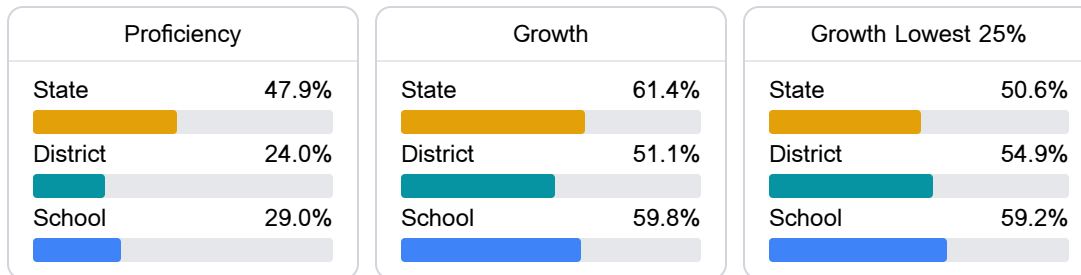 Proficiency
State 47.9%
District 24.0%
School 29.0%
Growth
State 61.4%
District 51.1%
School 59.8%
Growth Lowest 25%
State 50.6%
District 54.9%
School 59.2%